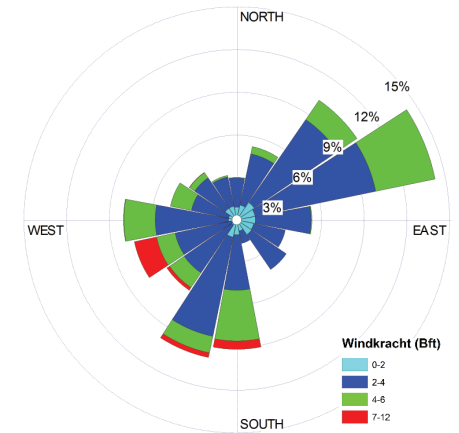 NORTH
15%
12%
9%
6%
3%
WEST
EAST
Windkracht (Bft)
0-2
2-4
4-6
7-12
SOUTH